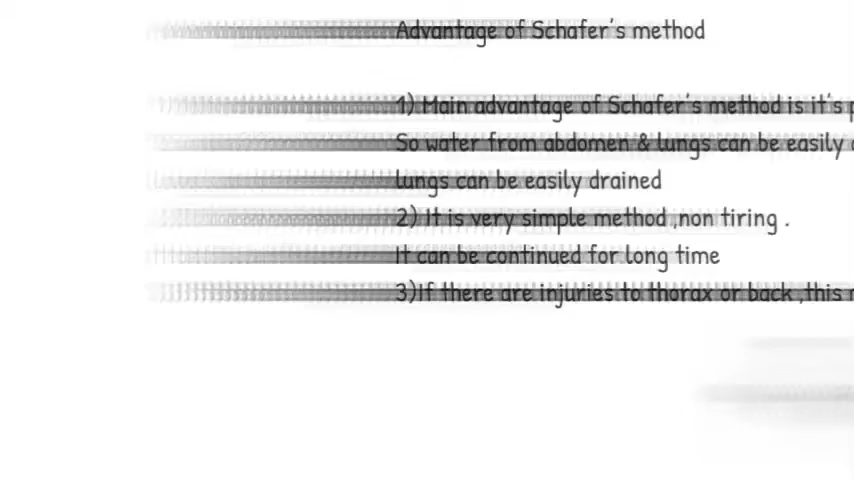 Advantage of Schafer's method
1) Main advantage of Schafer's method is it's
So water from abdomen & lungs can be easily
lungs can be easily drained
2) It is very simple method ,non tiring .
It can be continued for long time
3)If there are injuries to thorax or back ,this